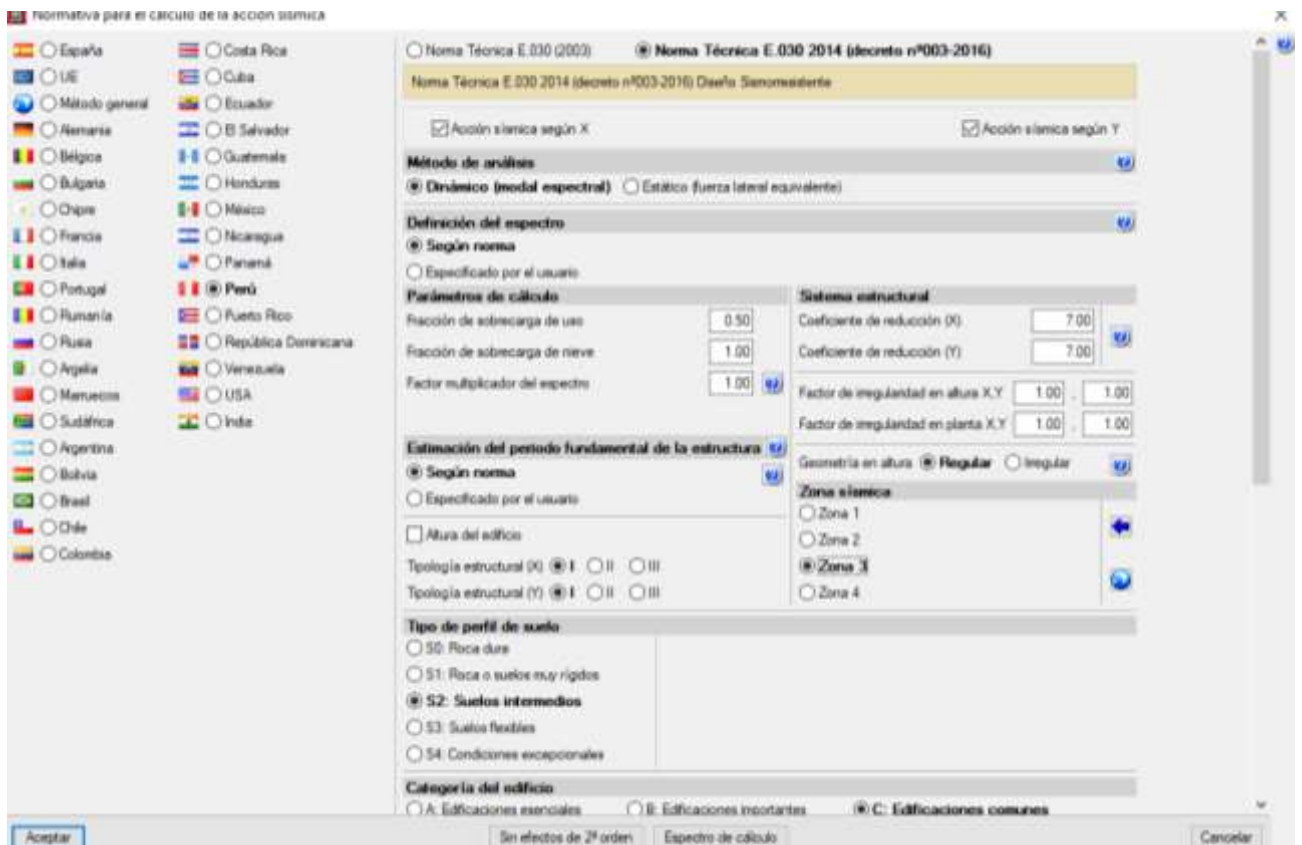 Normativa para el cálculo de la acción sísmica
España
UE
Método general
Alemania
Bélgica
Bulgaria
Chipre
Francia
Italia
Portugal
Rumanía
Rusia
Argelia
Marruecos
Sudáfrica
Argentina
Bolivia
Brasil
Chile
Colombia
Costa Rica
Cuba
Ecuador
El Salvador
Guatemala
Honduras
México
Nicaragua
Panamá
Perú
Puerto Rico
República Dominicana
Venezuela
USA
India
Norma Técnica E.030 (2003) Norma Técnica E.030 2014 (decreto nº003-2016)
Norma Técnica E.030 2014 (decreto nº003-2016) Diseño Sismorresistente
Acción sísmica según X Acción sísmica según Y
Método de análisis
Dinámico (modal espectral) Estático (fuerza lateral equivalente)
Definición del espectro
Según norma
Especificado por el usuario
Parámetros de cálculo
Fracción de sobrecarga de uso 0.50
Fracción de sobrecarga de nieve 1.00
Factor multiplicador del espectro 1.00
Estimación del periodo fundamental de la estructura
Según norma
Especificado por el usuario
Altura del edificio
Tipología estructural (X) I II III
Tipología estructural (Y) I II III
Sistema estructural
Coeficiente de reducción (X) 7.00
Coeficiente de reducción (Y) 7.00
Factor de irregularidad en altura X,Y 1.00 , 1.00
Factor de irregularidad en planta X,Y 1.00 , 1.00
Geometría en altura Regular Irregular
Zona sísmica
Zona 1
Zona 2
Zona 3
Zona 4
Tipo de perfil de suelo
S0: Roca dura
S1: Roca o suelos muy rígidos
S2: Suelos intermedios
S3: Suelos flexibles
S4: Condiciones excepcionales
Categoría del edificio
A: Edificaciones esenciales B: Edificaciones importantes C: Edificaciones comunes
Aceptar Sin efectos de 2º orden Espectro de cálculo Cancelar